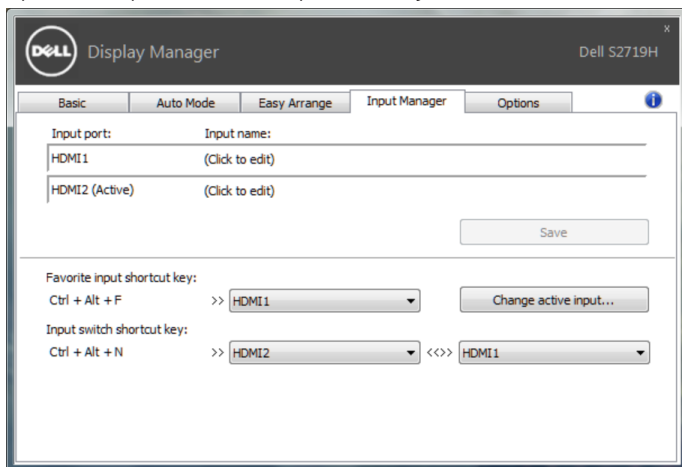 DELL Display Manager
x
Dell S2719H
Basic Auto Mode Easy Arrange Input Manager Options i
Input port: Input name:
HDMI1 (Click to edit)
HDMI2 (Active) (Click to edit)
Save
Favorite input shortcut key:
Ctrl + Alt + F >> HDMI1 Change active input...
Input switch shortcut key:
Ctrl + Alt + N >> HDMI2 <<>> HDMI1